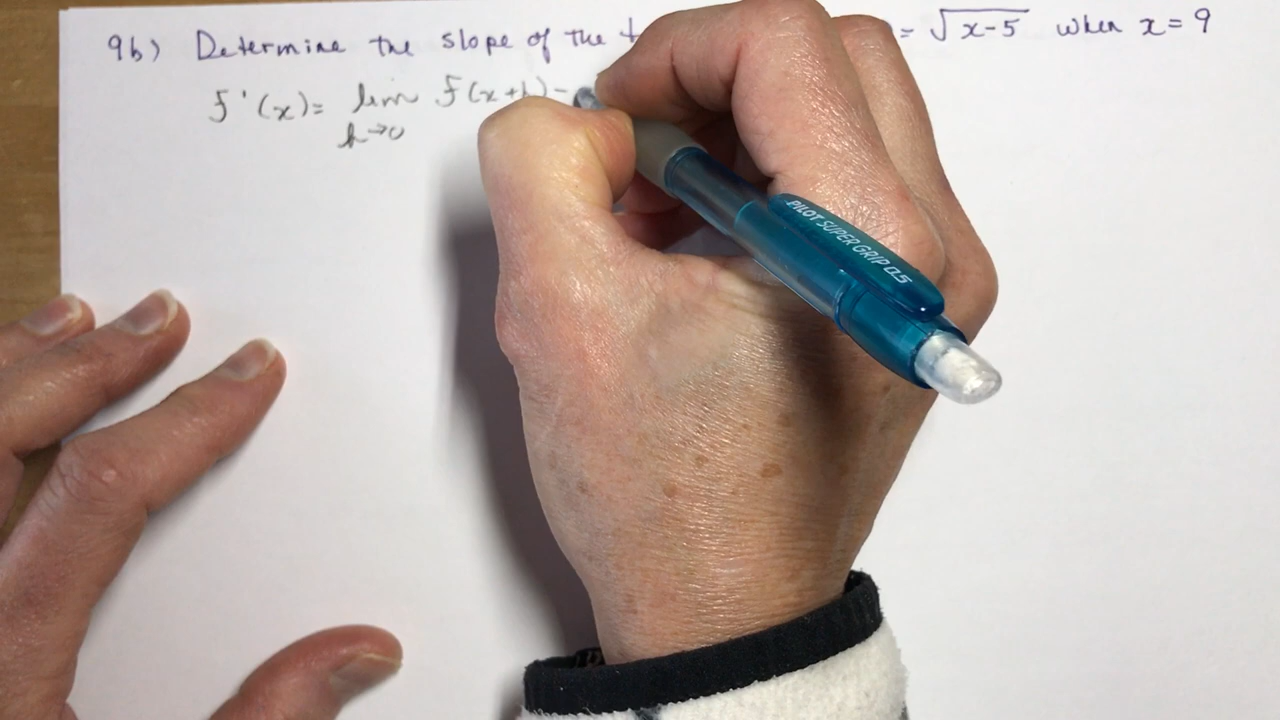 9b) Determine the slope of the = √x-5 when x = 9
f'(x) = lim f(x+h) -
h→0
PILOT SUPER GRIP 0.5